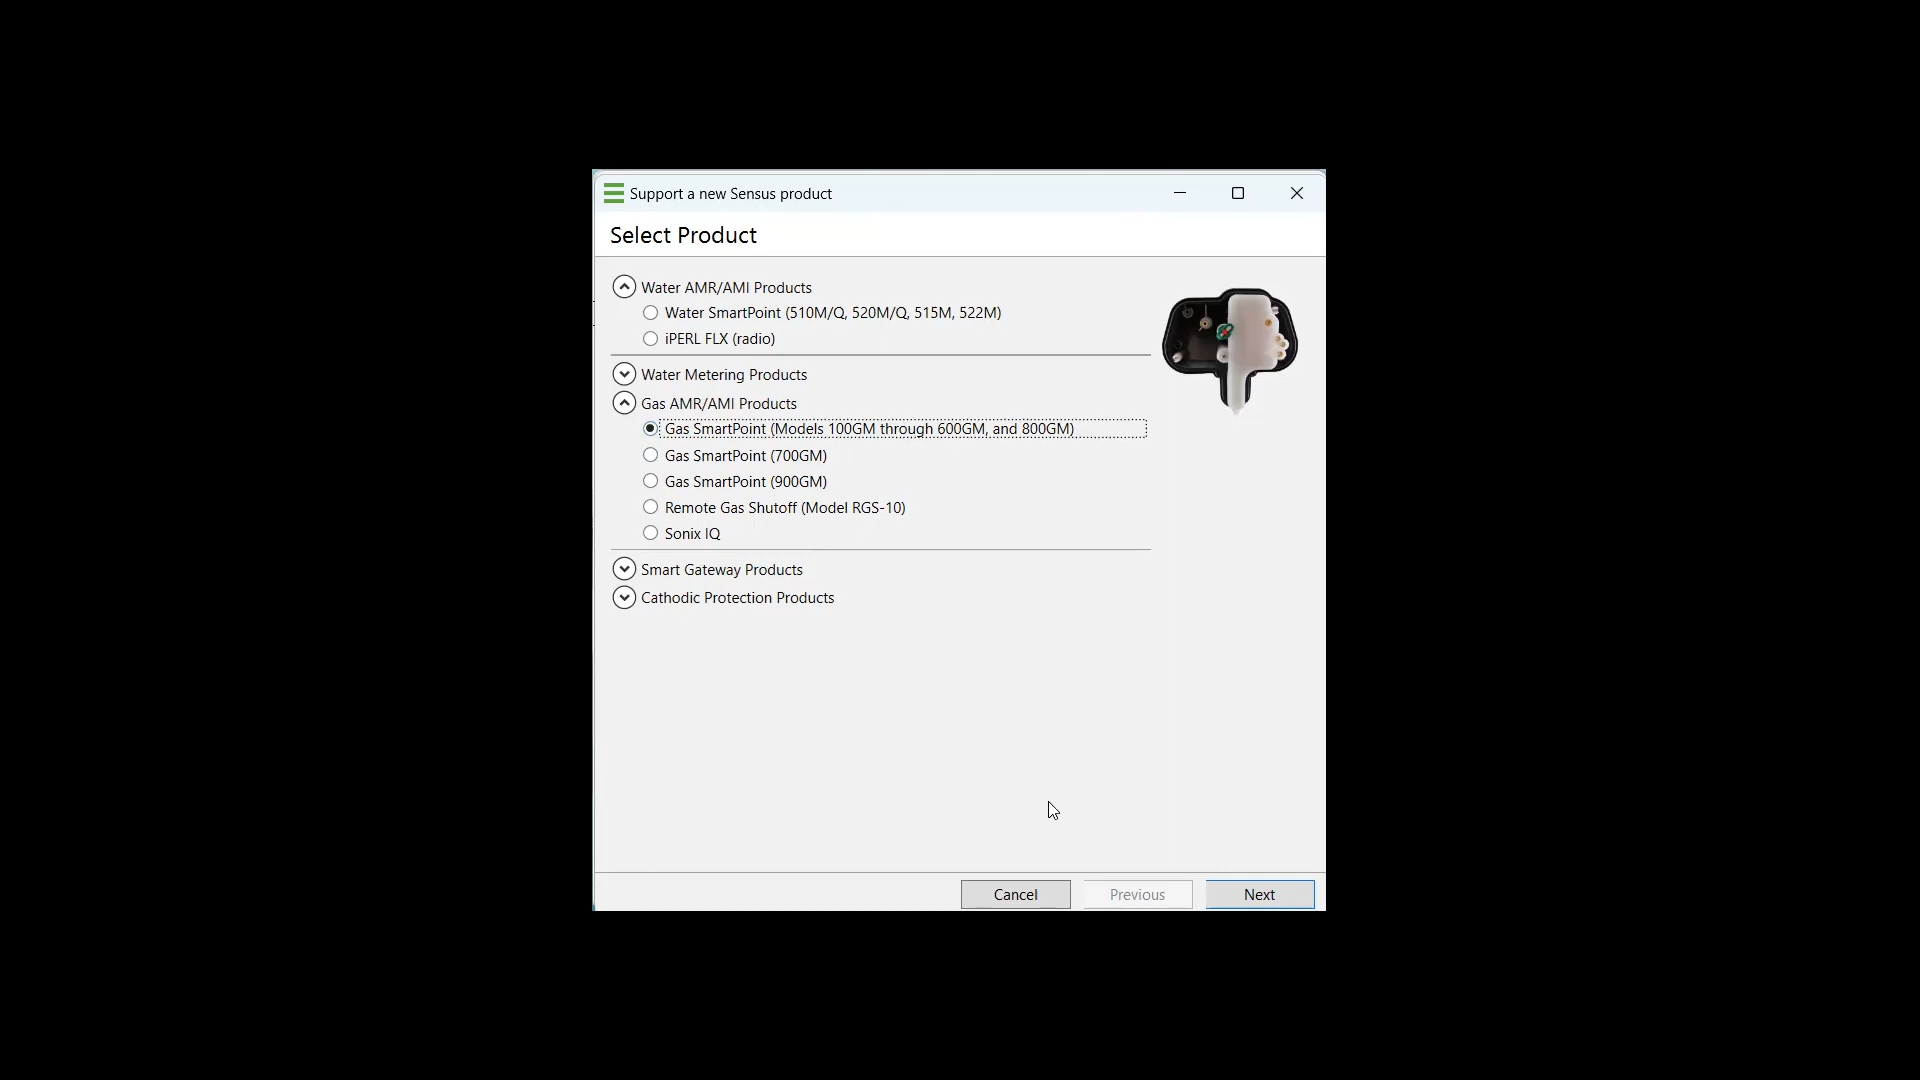 Support a new Sensus product
Select Product
Water AMR/AMI Products
Water SmartPoint (510M/Q, 520M/Q, 515M, 522M)
iPERL FLX (radio)
Water Metering Products
Gas AMR/AMI Products
Gas SmartPoint (Models 100GM through 600GM, and 800GM)
Gas SmartPoint (700GM)
Gas SmartPoint (900GM)
Remote Gas Shutoff (Model RGS-10)
Sonix IQ
Smart Gateway Products
Cathodic Protection Products
Cancel
Previous
Next